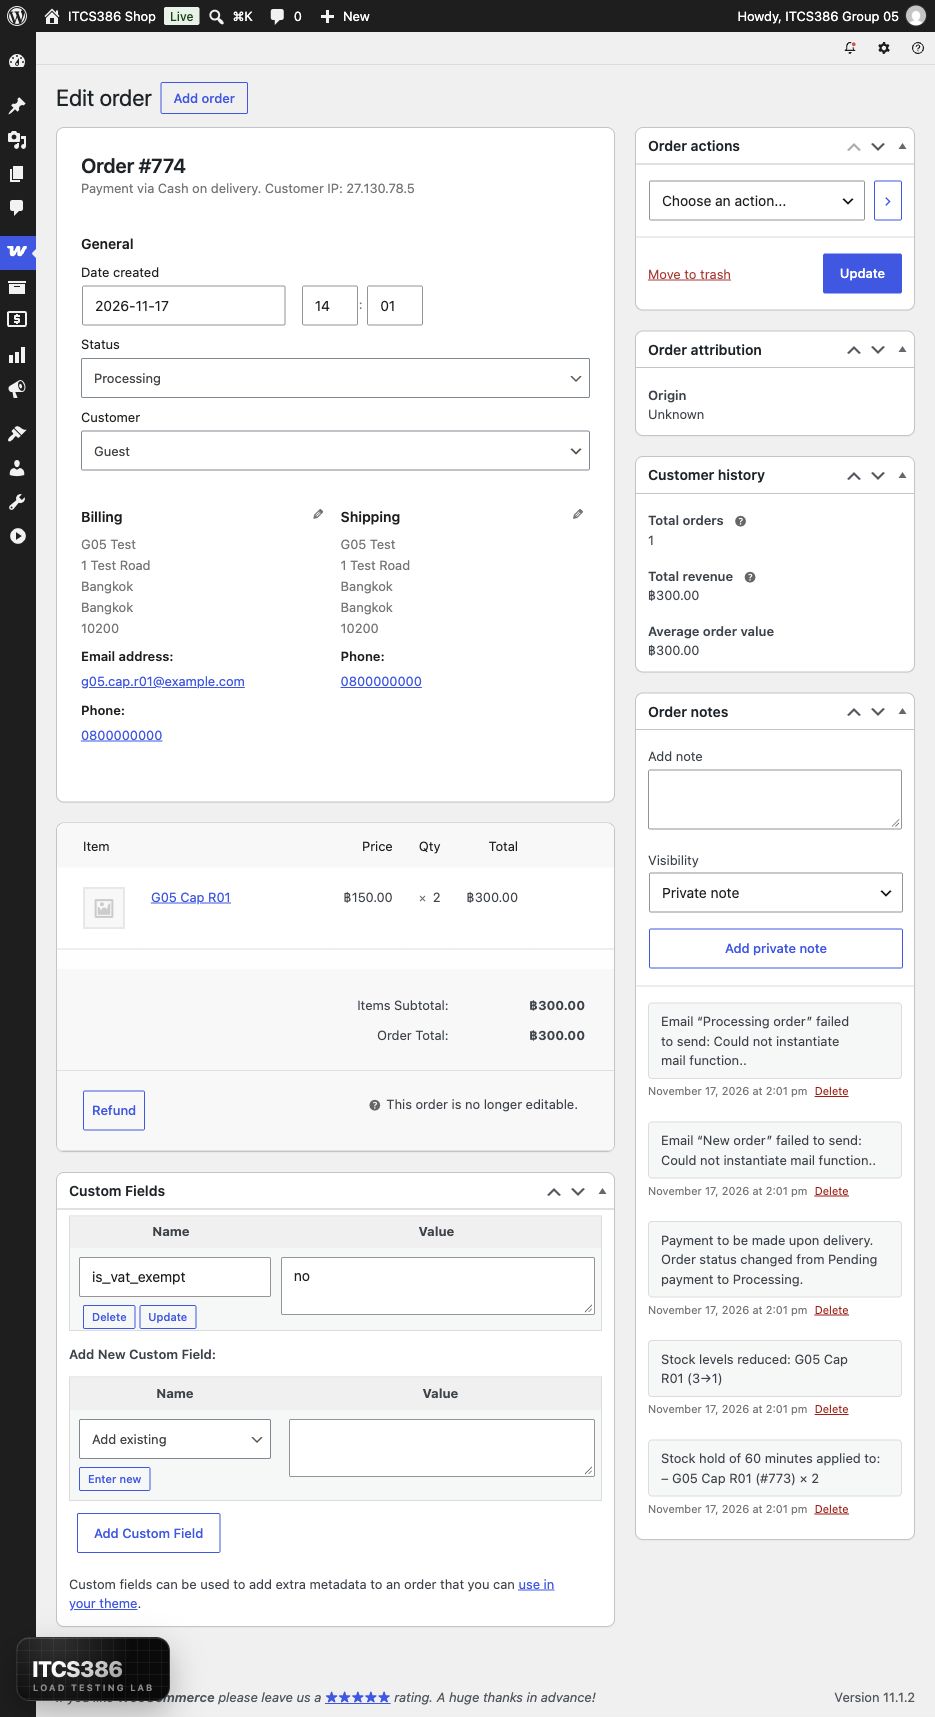 ITCS386 Shop Live ⌘K 0 New
Howdy, ITCS386 Group 05
Edit order
Add order
Order #774
Payment via Cash on delivery. Customer IP: 27.130.78.5
General
Date created
2026-11-17 14 : 01
Status
Processing
Customer
Guest
Billing
G05 Test
1 Test Road
Bangkok
Bangkok
10200
Email address:
g05.cap.r01@example.com
Phone:
0800000000
Shipping
G05 Test
1 Test Road
Bangkok
Bangkok
10200
Phone:
0800000000
Item Price Qty Total
G05 Cap R01 ฿150.00 × 2 ฿300.00
Items Subtotal: ฿300.00
Order Total: ฿300.00
Refund
This order is no longer editable.
Custom Fields
Name Value
is_vat_exempt no
Delete Update
Add New Custom Field:
Name Value
Add existing
Enter new
Add Custom Field
Custom fields can be used to add extra metadata to an order that you can use in
your theme.
Order actions
Choose an action...
Move to trash Update
Order attribution
Origin
Unknown
Customer history
Total orders
1
Total revenue
฿300.00
Average order value
฿300.00
Order notes
Add note
Visibility
Private note
Add private note
Email “Processing order” failed
to send: Could not instantiate
mail function..
November 17, 2026 at 2:01 pm Delete
Email “New order” failed to send:
Could not instantiate mail function..
November 17, 2026 at 2:01 pm Delete
Payment to be made upon delivery.
Order status changed from Pending
payment to Processing.
November 17, 2026 at 2:01 pm Delete
Stock levels reduced: G05 Cap
R01 (3→1)
November 17, 2026 at 2:01 pm Delete
Stock hold of 60 minutes applied to:
– G05 Cap R01 (#773) × 2
November 17, 2026 at 2:01 pm Delete
ITCS386
LOAD TESTING LAB
ommerce please leave us a ★★★★★ rating. A huge thanks in advance!
Version 11.1.2